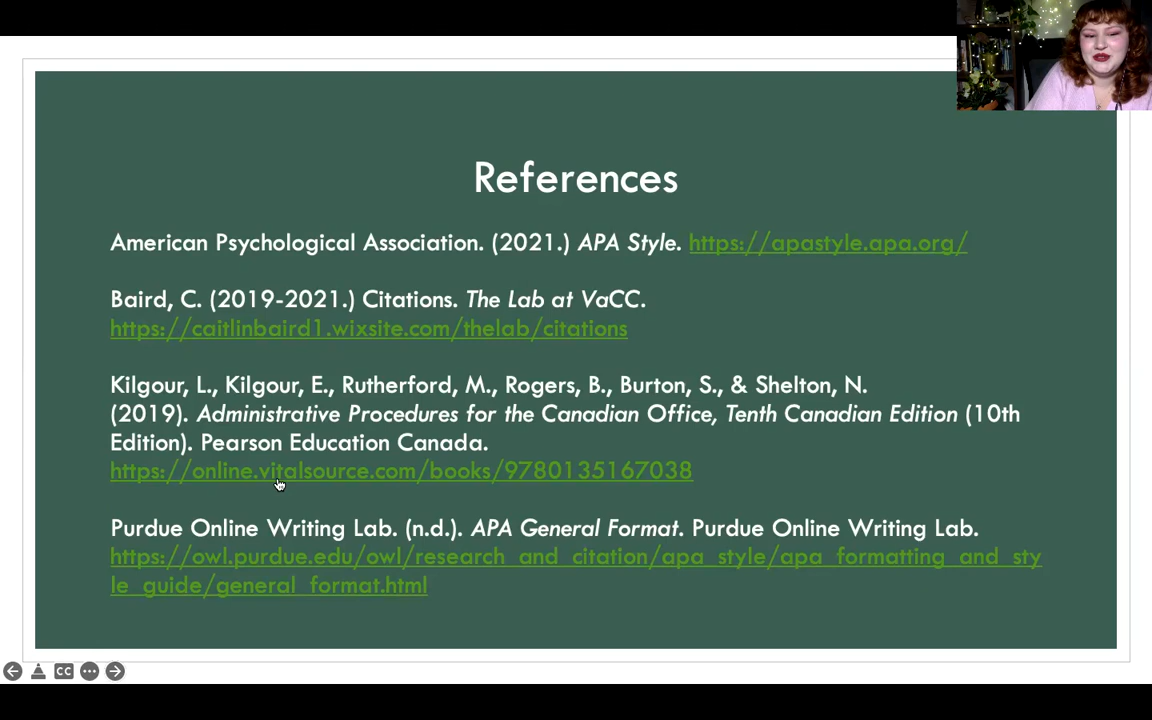 References
American Psychological Association. (2021.) APA Style. https://apastyle.apa.org/
Baird, C. (2019-2021.) Citations. The Lab at VaCC.
https://caitlinbaird1.wixsite.com/thelab/citations
Kilgour, L., Kilgour, E., Rutherford, M., Rogers, B., Burton, S., & Shelton, N.
(2019). Administrative Procedures for the Canadian Office, Tenth Canadian Edition (10th
Edition). Pearson Education Canada.
https://online.vitalsource.com/books/9780135167038
Purdue Online Writing Lab. (n.d.). APA General Format. Purdue Online Writing Lab.
https://owl.purdue.edu/owl/research_and_citation/apa_style/apa_formatting_and_sty
le_guide/general_format.html
CC